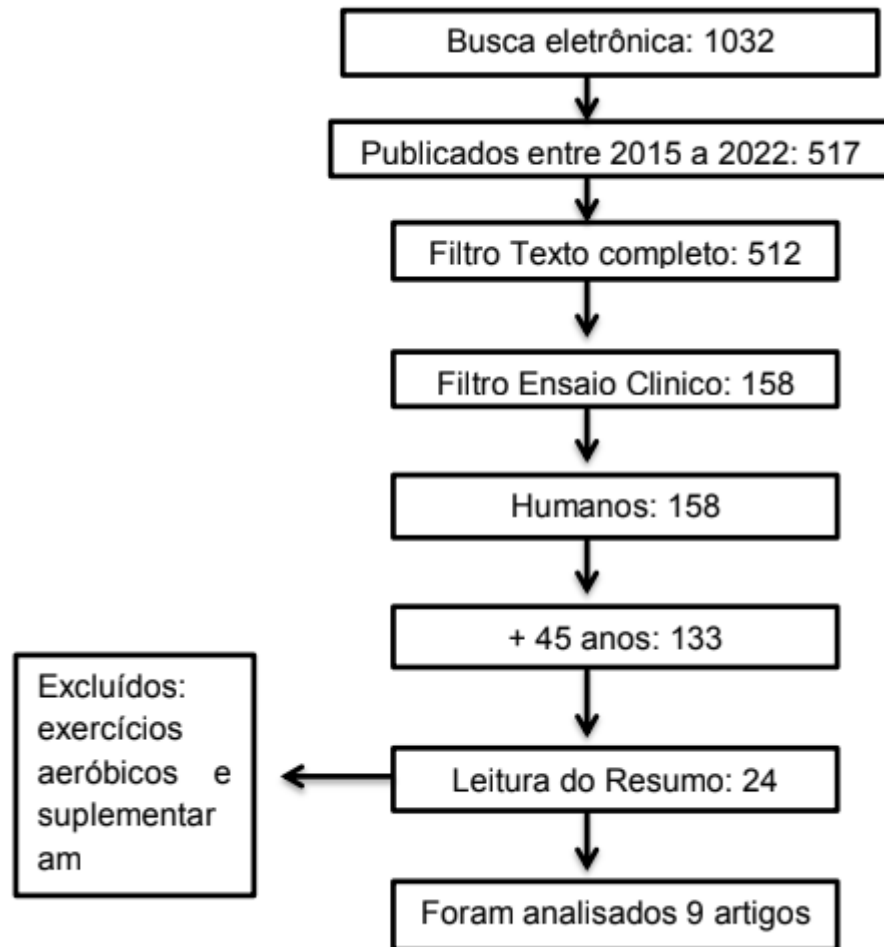 Busca eletrônica: 1032
Publicados entre 2015 a 2022: 517
Filtro Texto completo: 512
Filtro Ensaio Clinico: 158
Humanos: 158
+ 45 anos: 133
Excluídos:
exercícios
aeróbicos e
suplementar
am
Leitura do Resumo: 24
Foram analisados 9 artigos